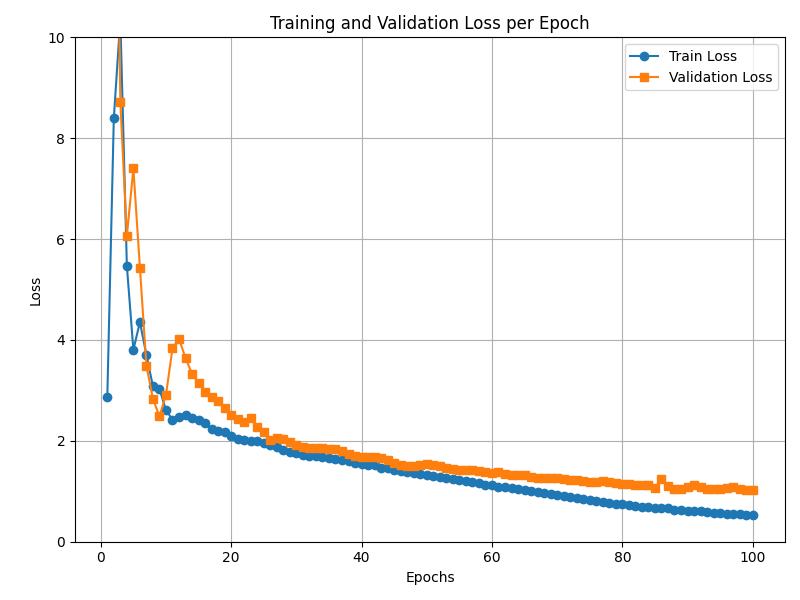 Training and Validation Loss per Epoch
Train Loss
Validation Loss
Loss
10
8
6
4
2
0
0 20 40 60 80 100
Epochs